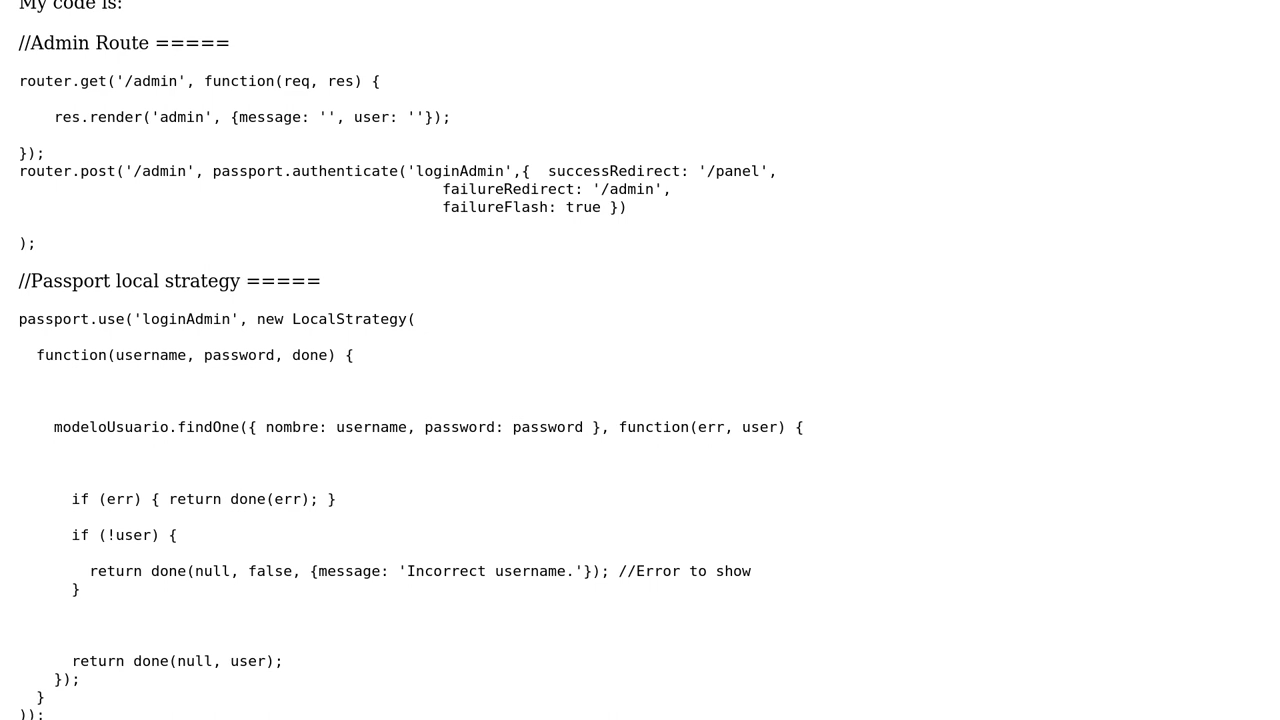 My code is:
//Admin Route =====
router.get('/admin', function(req, res) {
    res.render('admin', {message: '', user: ''});
});
router.post('/admin', passport.authenticate('loginAdmin',{  successRedirect: '/panel',
                                                failureRedirect: '/admin',
                                                failureFlash: true })
);
//Passport local strategy =====
passport.use('loginAdmin', new LocalStrategy(
  function(username, password, done) {
    modeloUsuario.findOne({ nombre: username, password: password }, function(err, user) {
      if (err) { return done(err); }
      if (!user) {
        return done(null, false, {message: 'Incorrect username.'}); //Error to show
      }
      return done(null, user);
    });
  }
));